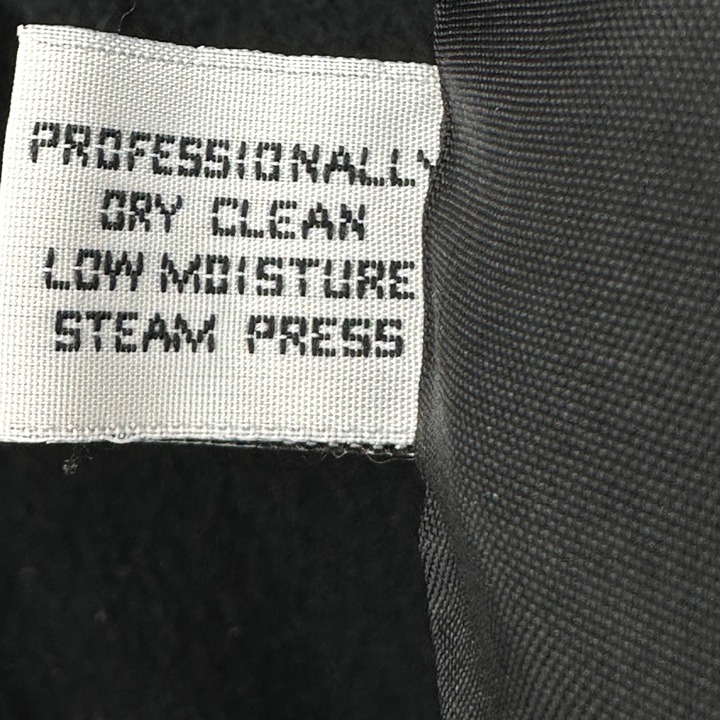 PROFESSIONALLY
DRY CLEAN
LOW MOISTURE
STEAM PRESS